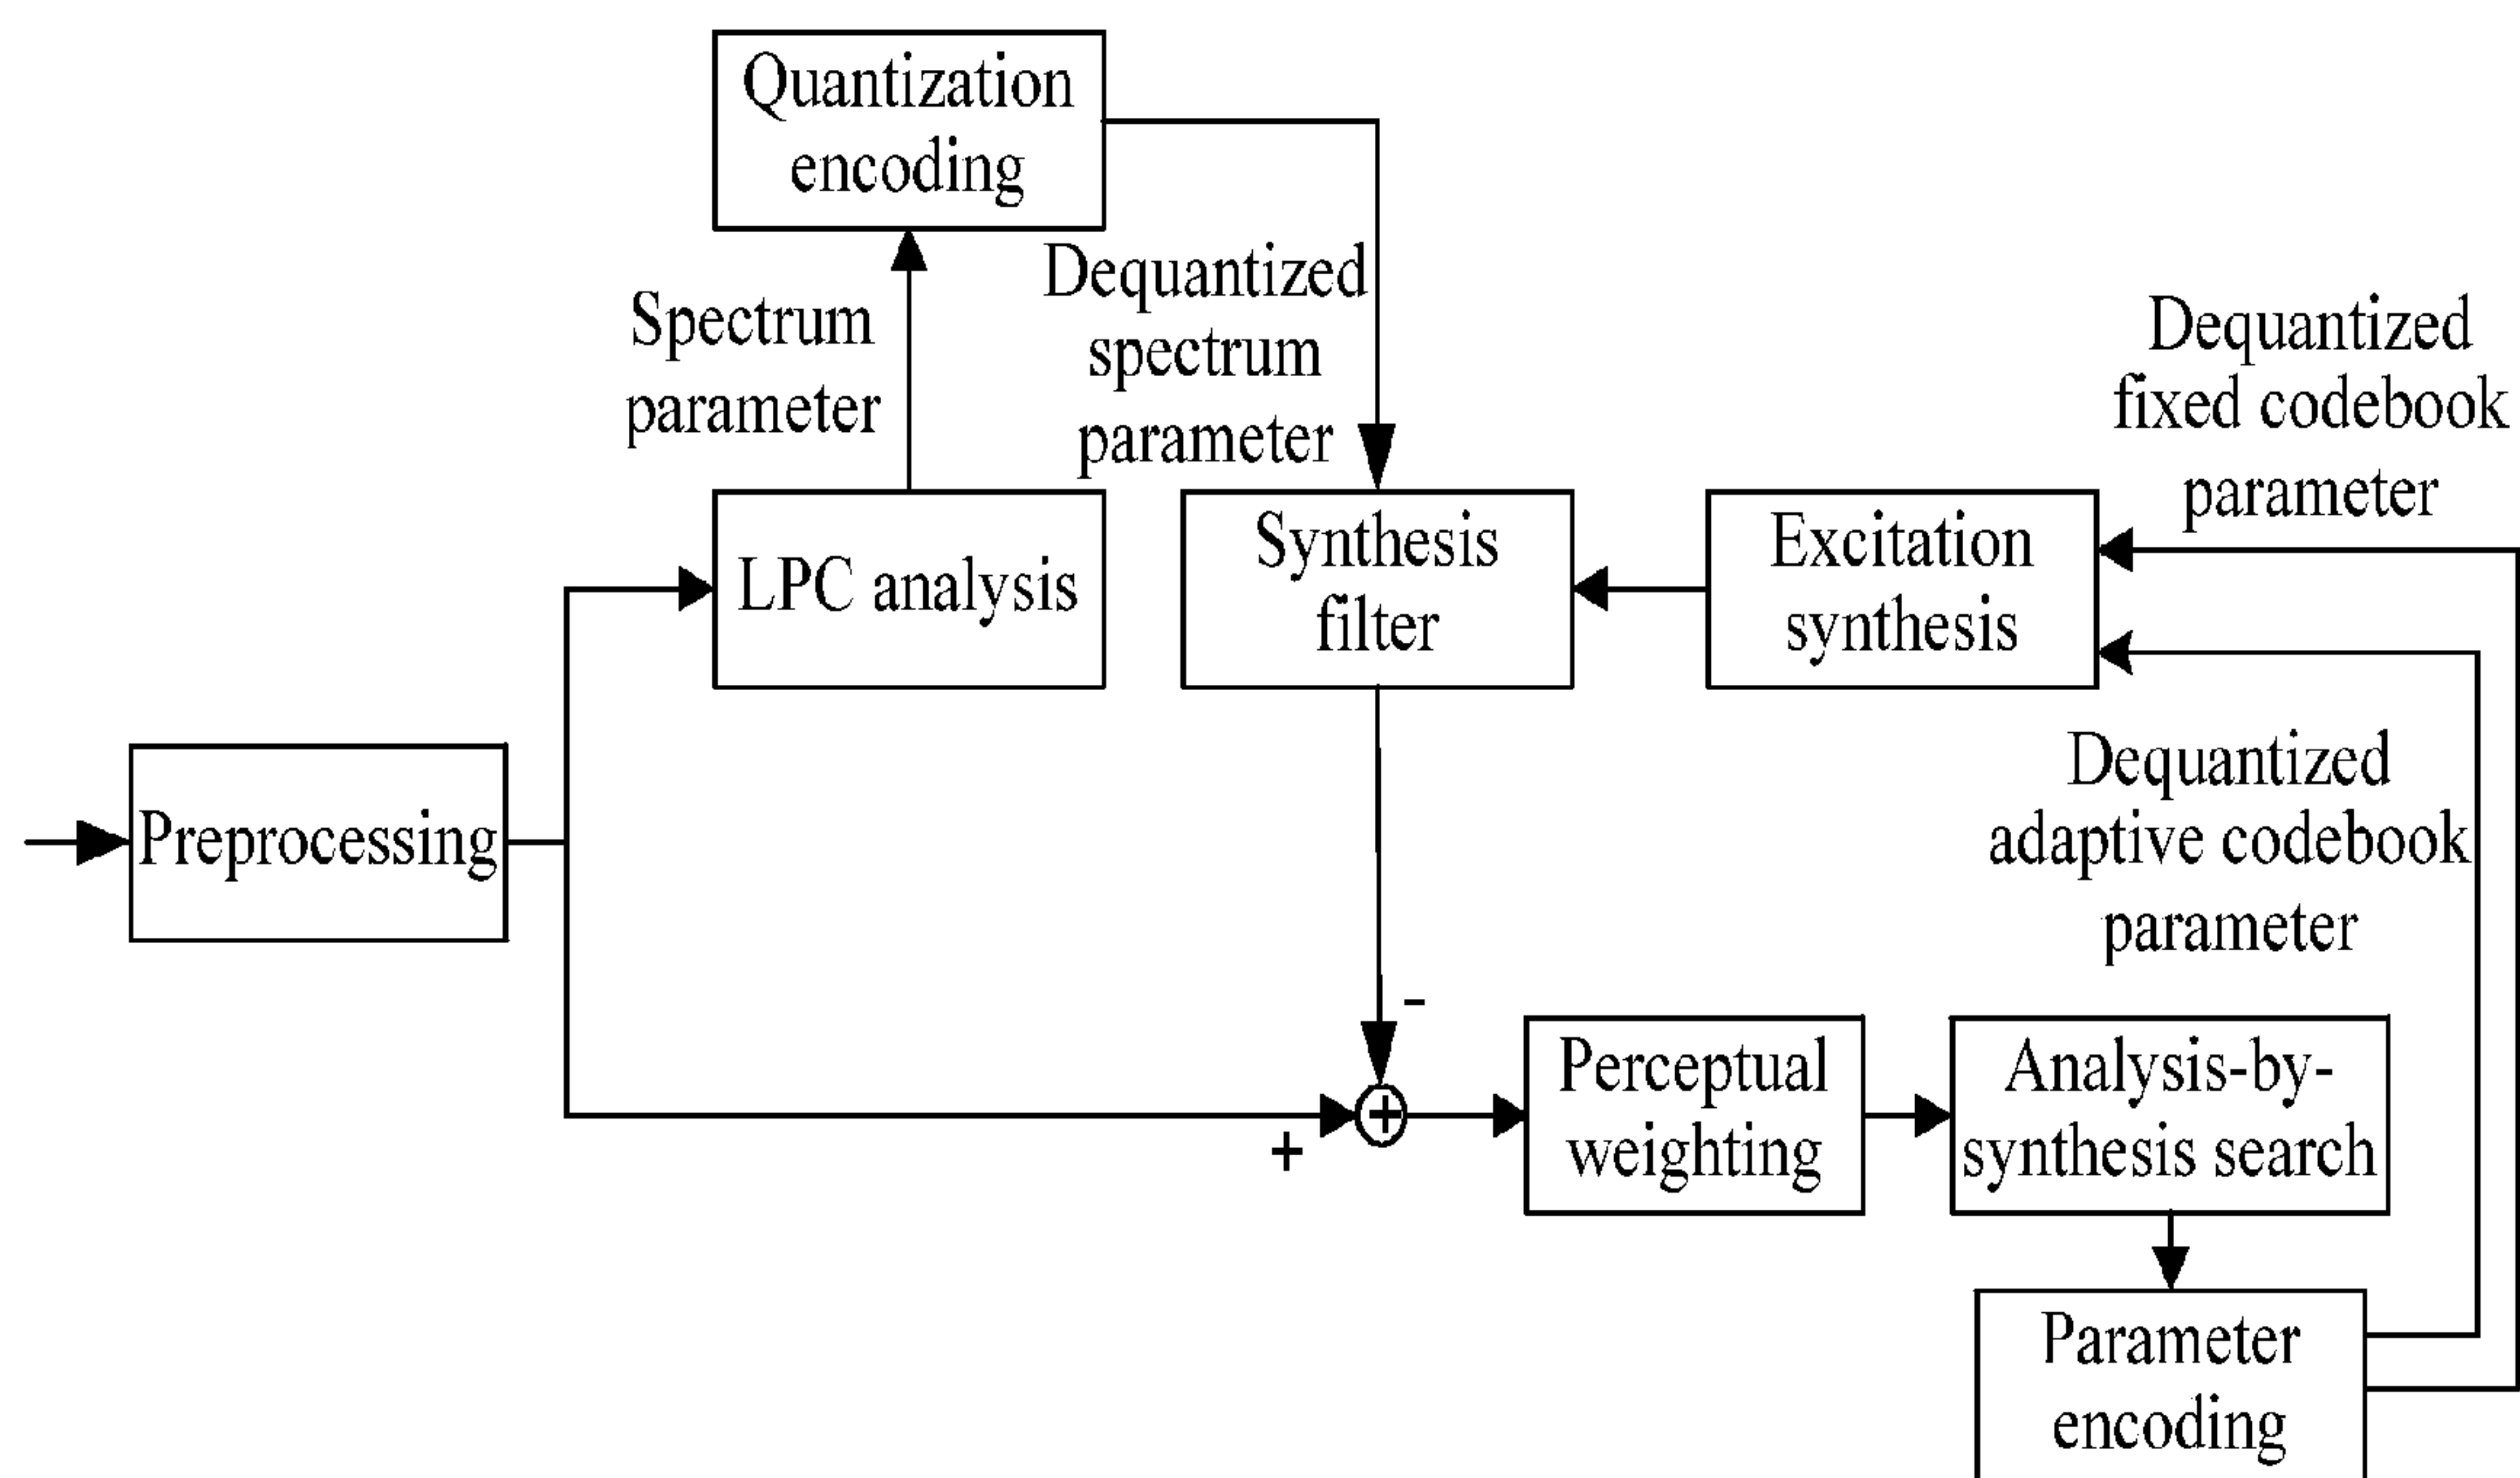 Quantization
encoding
Spectrum
parameter
Dequantized
spectrum
parameter
Dequantized
fixed codebook
parameter
LPC analysis
Synthesis
filter
Excitation
synthesis
Preprocessing
Dequantized
adaptive codebook
parameter
-
+
+
Perceptual
weighting
Analysis-by-
synthesis search
Parameter
encoding